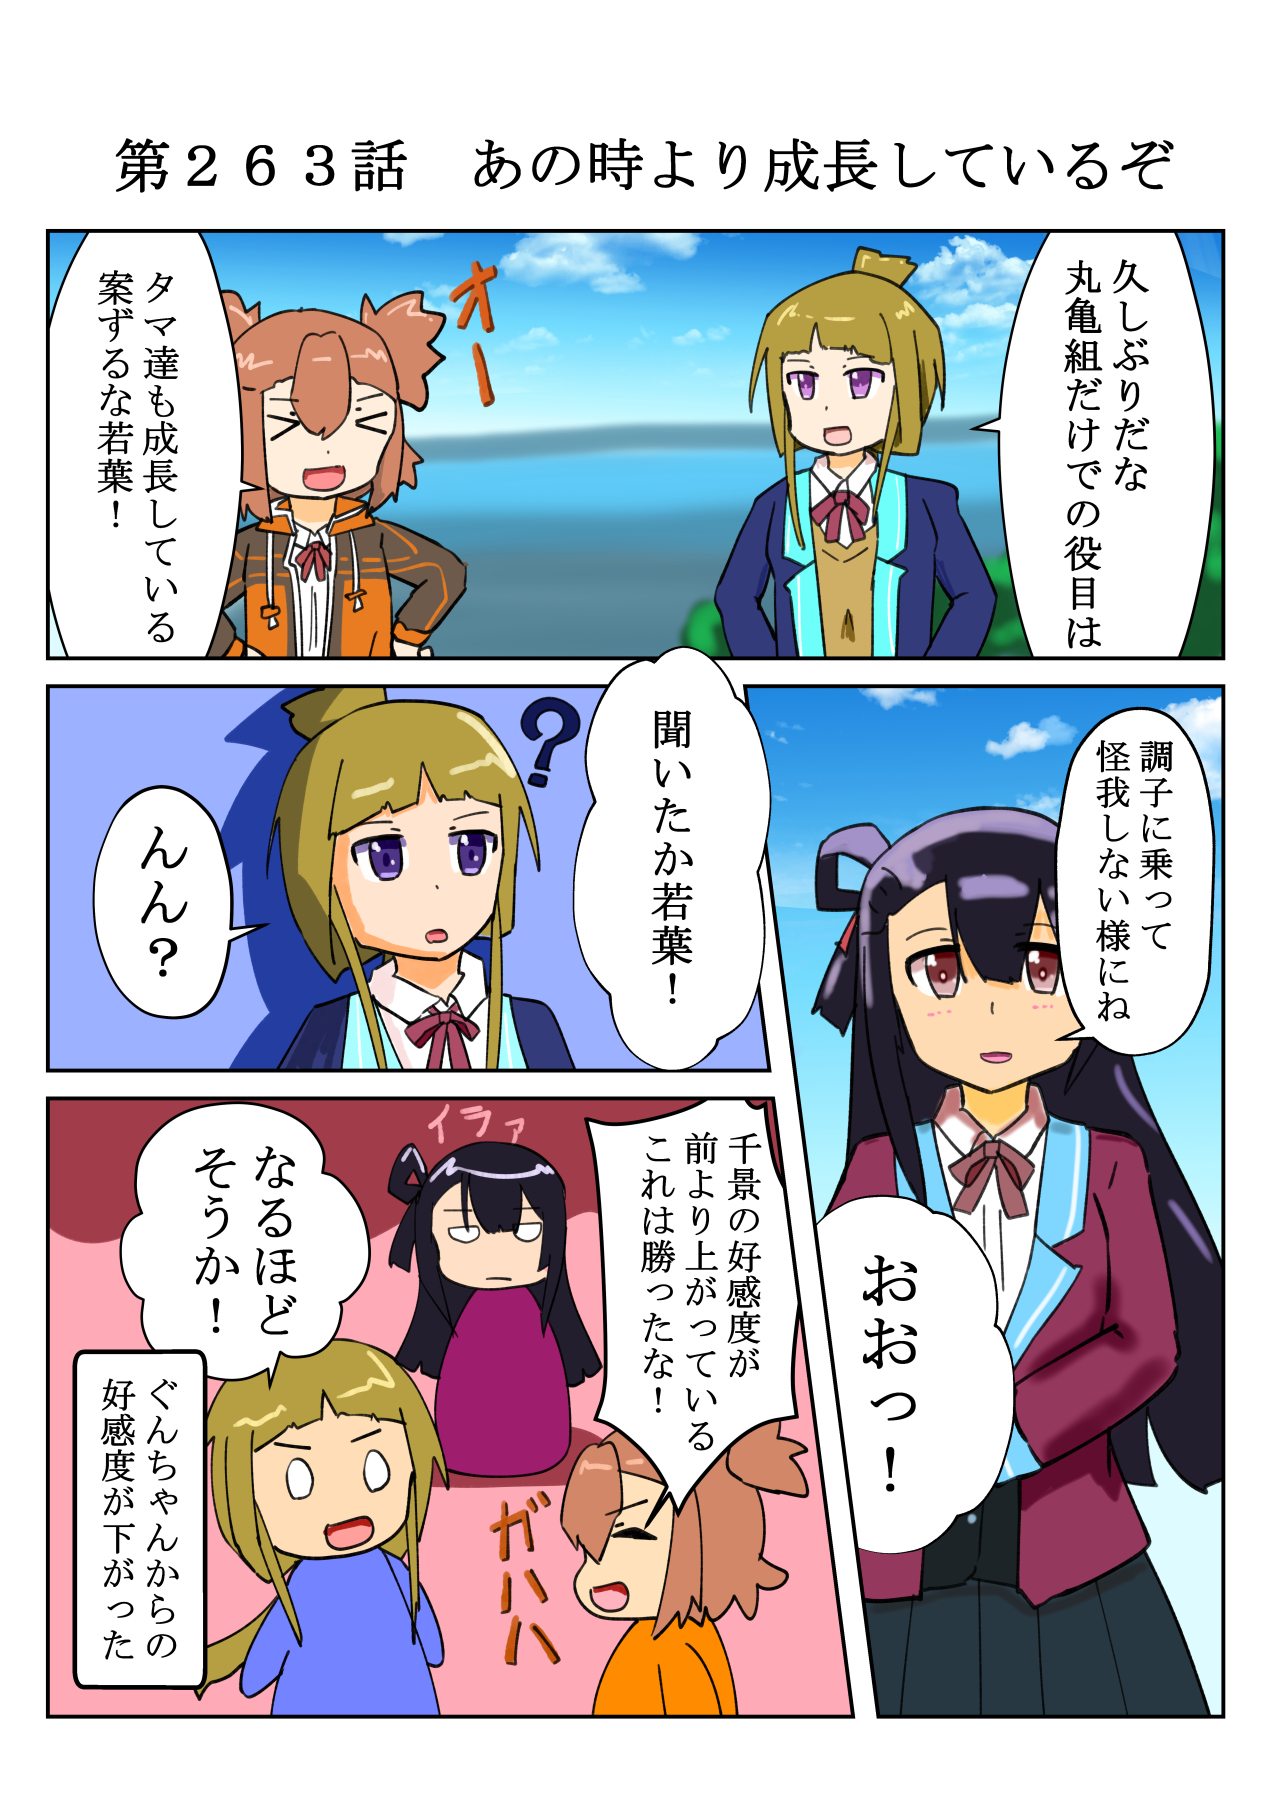 第２６３話　あの時より成長しているぞ
久しぶりだな
丸亀組だけでの役目は
オー
タマ達も成長している
案ずるな若葉！
調子に乗って
怪我しない様にね
おおっ！
聞いたか若葉！
？
んん？
千景の好感度が
前より上がっている
これは勝ったな！
イラァ
ガハハハ
なるほど
そうか！
ぐんちゃんからの
好感度が下がった